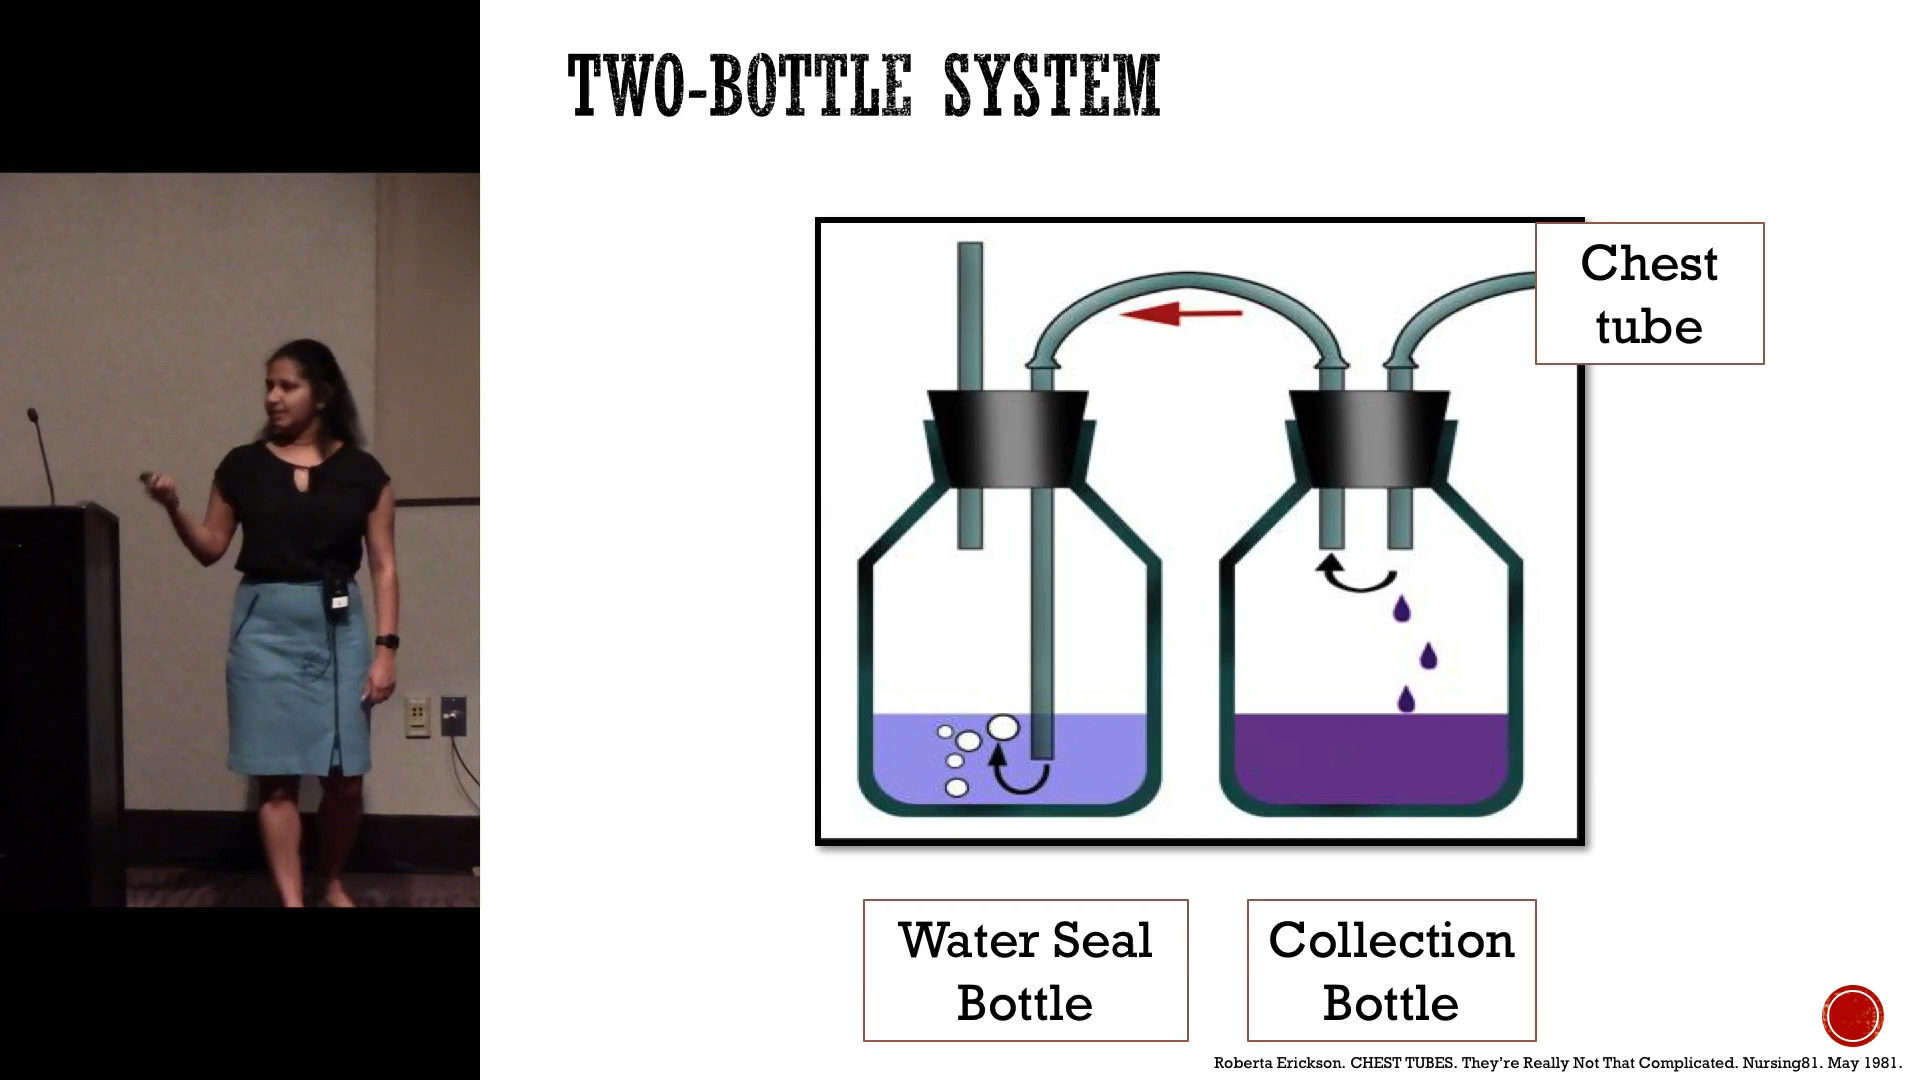 TWO-BOTTLE SYSTEM
Chest
tube
Water Seal
Bottle
Collection
Bottle
Roberta Erickson. CHEST TUBES. They’re Really Not That Complicated. Nursing81. May 1981.